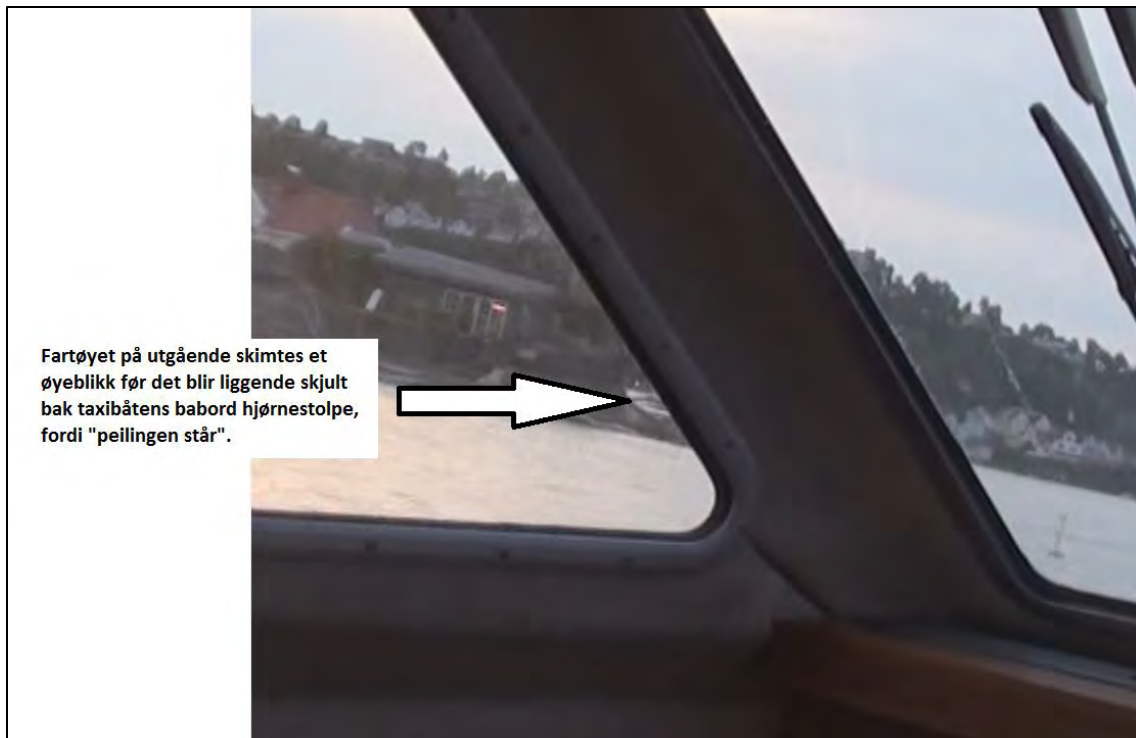 Fartøyet på utgående skimtes et
øyeblikk før det blir liggende skjult
bak taxibåtens babord hjørnestolpe,
fordi "peilingen står".